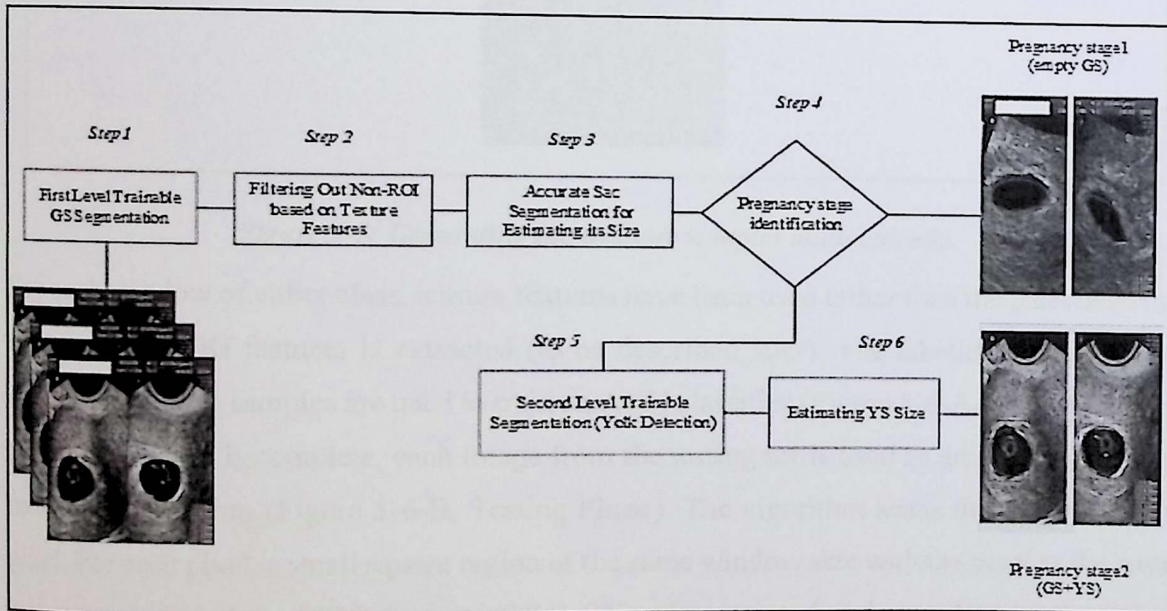 Step 1
First Level Trainable
GS Segmentation
Step 2
Filtering Out Non-ROI
based on Texture
Features
Step 3
Accurate Sac
Segmentation for
Estimating its Size
Step 4
Pregnancy stage
identification
Pregnancy stage1
(empty GS)
Step 5
Second Level Trainable
Segmentation (Yolk Detection)
Step 6
Estimating YS Size
Pregnancy stage2
(GS+YS)